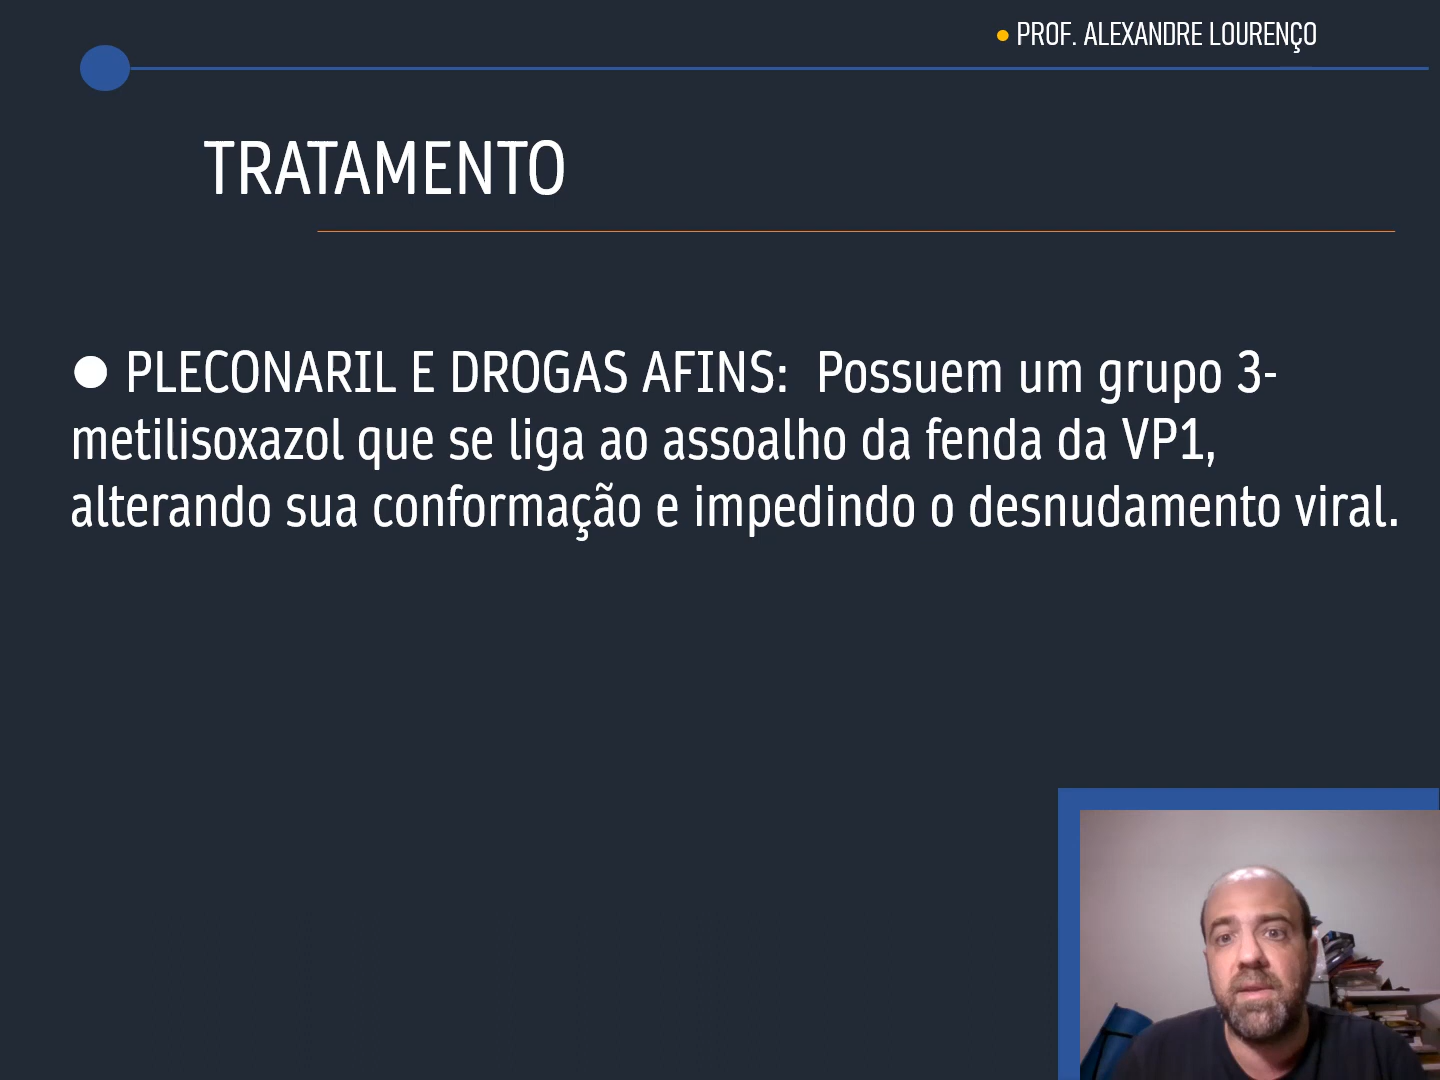 PROF. ALEXANDRE LOURENÇO
TRATAMENTO
● PLECONARIL E DROGAS AFINS: Possuem um grupo 3-
metilisoxazol que se liga ao assoalho da fenda da VP1,
alterando sua conformação e impedindo o desnudamento viral.